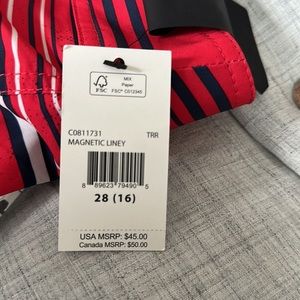 MIX
Paper
FSC
FSC® C012345
C0811731 TRR
MAGNETIC LINEY
8 89623 79490 5
28 (16)
USA MSRP: $45.00
Canada MSRP: $50.00